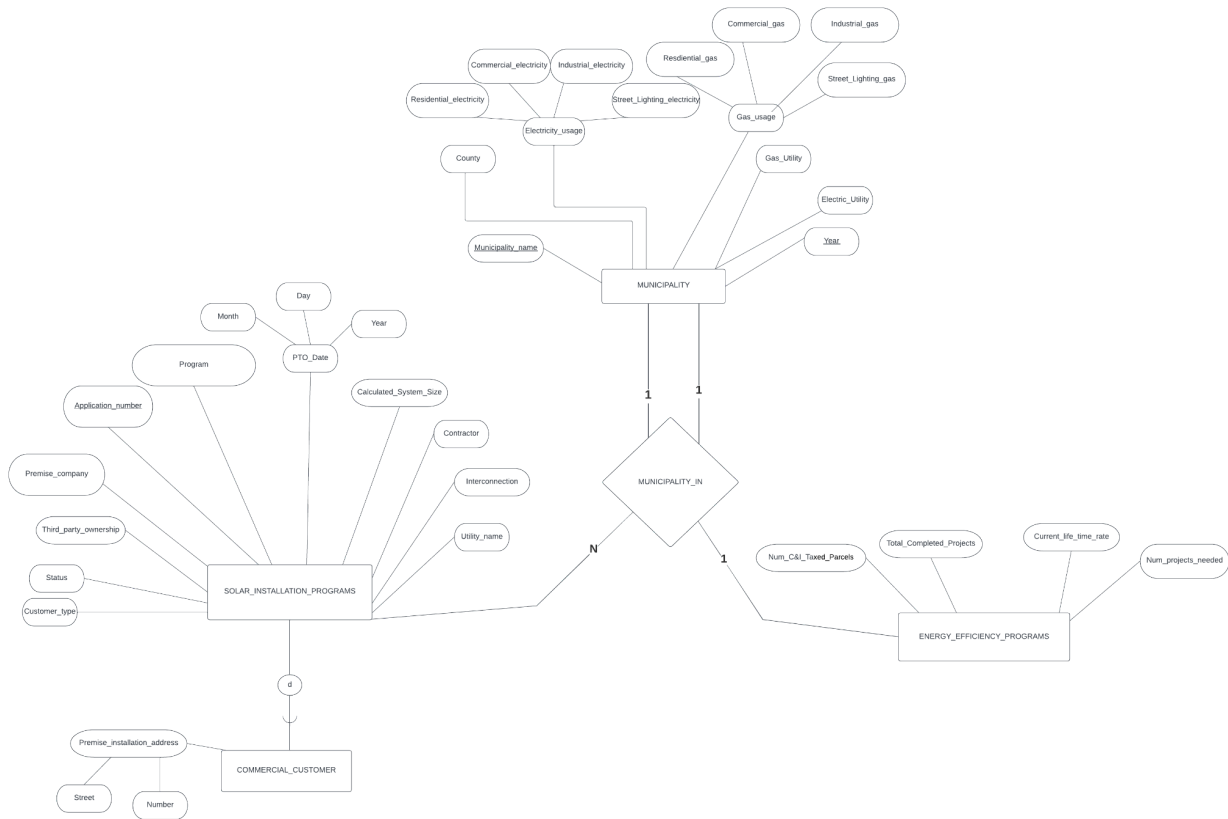 Commercial_gas
Industrial_gas
Resdiential_gas
Commercial_electricity
Industrial_electricity
Street_Lighting_gas
Residential_electricity
Street_Lighting_electricity
Gas_usage
Electricity_usage
County
Gas_Utility
Electric_Utility
Municipality_name
Year
MUNICIPALITY
Day
Month
Year
PTO_Date
Program
Calculated_System_Size
1
1
Application_number
Contractor
Premise_company
Interconnection
MUNICIPALITY_IN
Third_party_ownership
Utility_name
Current_life_time_rate
Total_Completed_Projects
N
1
Num_C&I_Taxed_Parcels
Num_projects_needed
Status
SOLAR_INSTALLATION_PROGRAMS
Customer_type
ENERGY_EFFICIENCY_PROGRAMS
d
Premise_installation_address
COMMERCIAL_CUSTOMER
Street
Number